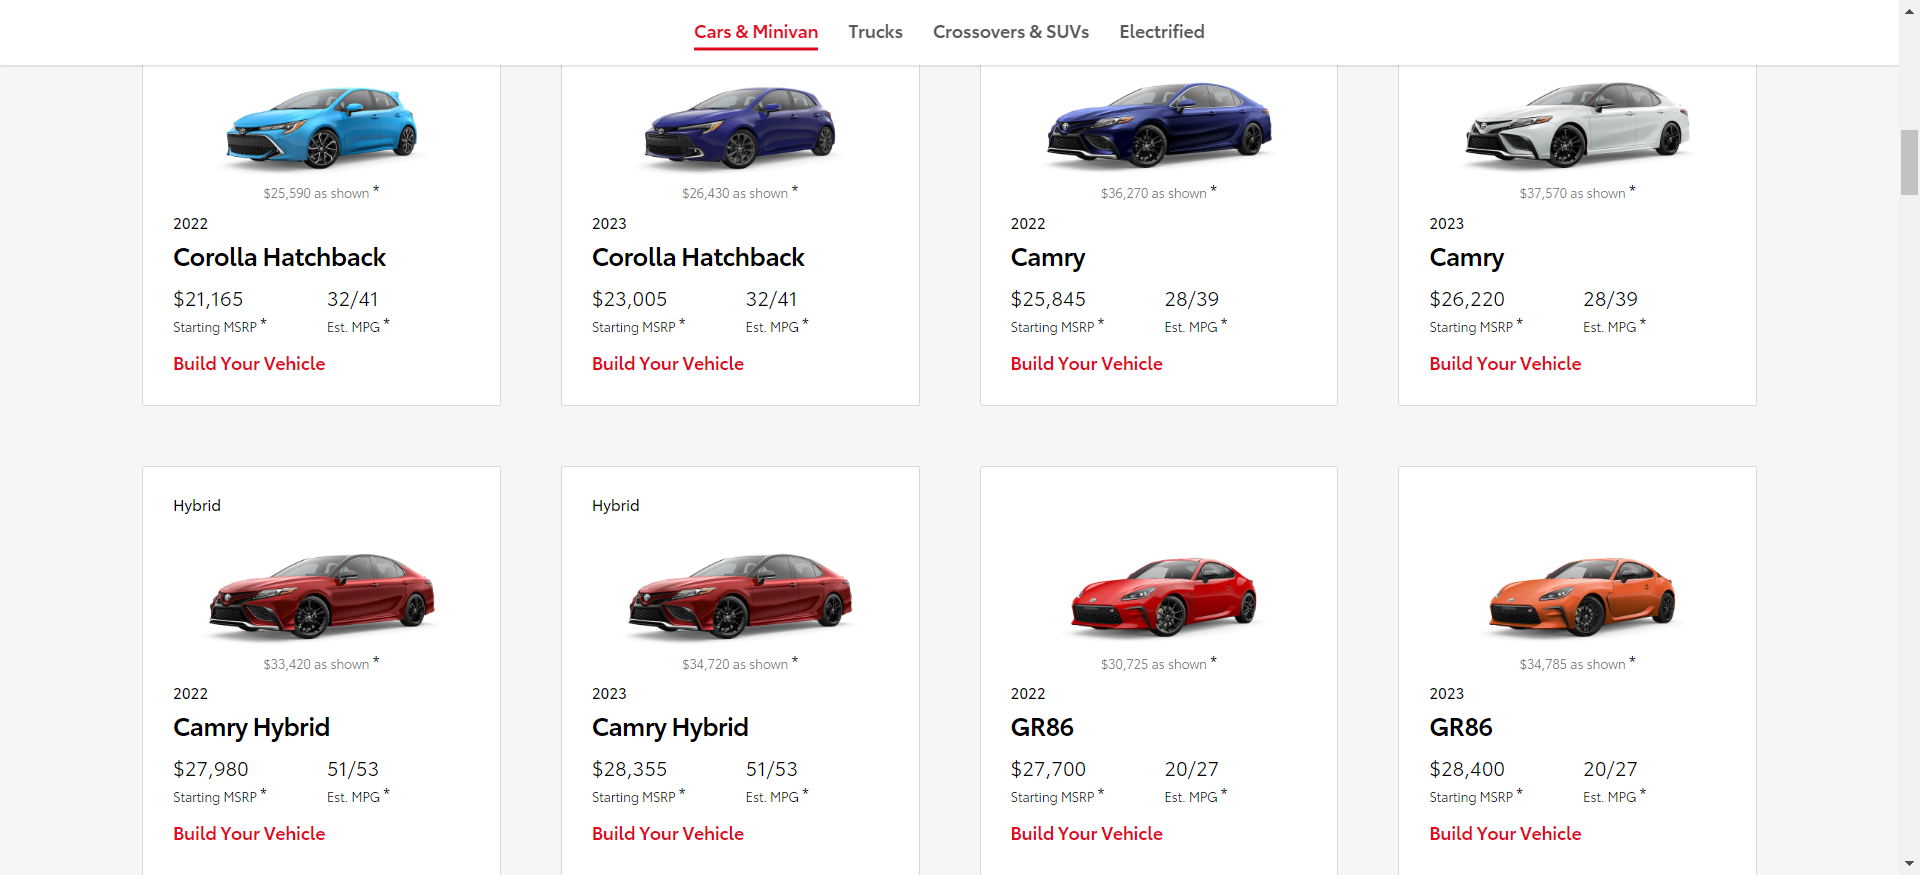 Cars & Minivan Trucks Crossovers & SUVs Electrified
$25,590 as shown *
2022
Corolla Hatchback
$21,165 32/41
Starting MSRP * Est. MPG *
Build Your Vehicle
$26,430 as shown *
2023
Corolla Hatchback
$23,005 32/41
Starting MSRP * Est. MPG *
Build Your Vehicle
$36,270 as shown *
2022
Camry
$25,845 28/39
Starting MSRP * Est. MPG *
Build Your Vehicle
$37,570 as shown *
2023
Camry
$26,220 28/39
Starting MSRP * Est. MPG *
Build Your Vehicle
Hybrid
$33,420 as shown *
2022
Camry Hybrid
$27,980 51/53
Starting MSRP * Est. MPG *
Build Your Vehicle
Hybrid
$34,720 as shown *
2023
Camry Hybrid
$28,355 51/53
Starting MSRP * Est. MPG *
Build Your Vehicle
$30,725 as shown *
2022
GR86
$27,700 20/27
Starting MSRP * Est. MPG *
Build Your Vehicle
$34,785 as shown *
2023
GR86
$28,400 20/27
Starting MSRP * Est. MPG *
Build Your Vehicle